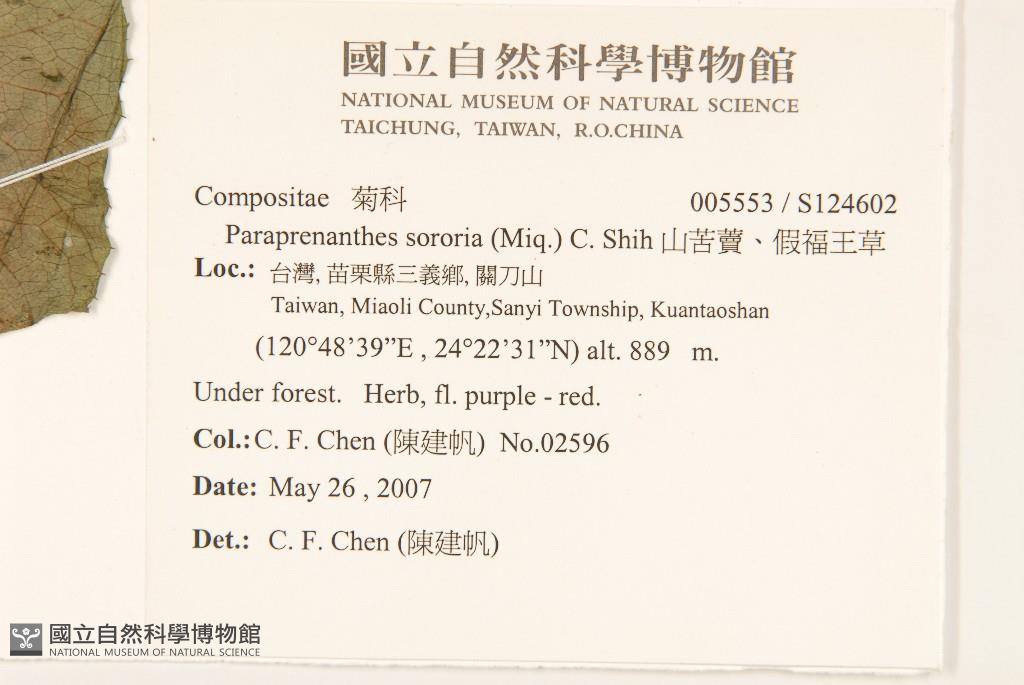 國立自然科學博物館
NATIONAL MUSEUM OF NATURAL SCIENCE
TAICHUNG, TAIWAN, R.O.CHINA
Compositae 菊科 005553 / S124602
Paraprenanthes sororia (Miq.) C. Shih 山苦蕒、假福王草
Loc.: 台灣, 苗栗縣三義鄉, 關刀山
Taiwan, Miaoli County,Sanyi Township, Kuantaoshan
(120°48’39”E , 24°22’31”N) alt. 889 m.
Under forest. Herb, fl. purple - red.
Col.: C. F. Chen (陳建帆) No.02596
Date: May 26 , 2007
Det.: C. F. Chen (陳建帆)
國立自然科學博物館
NATIONAL MUSEUM OF NATURAL SCIENCE